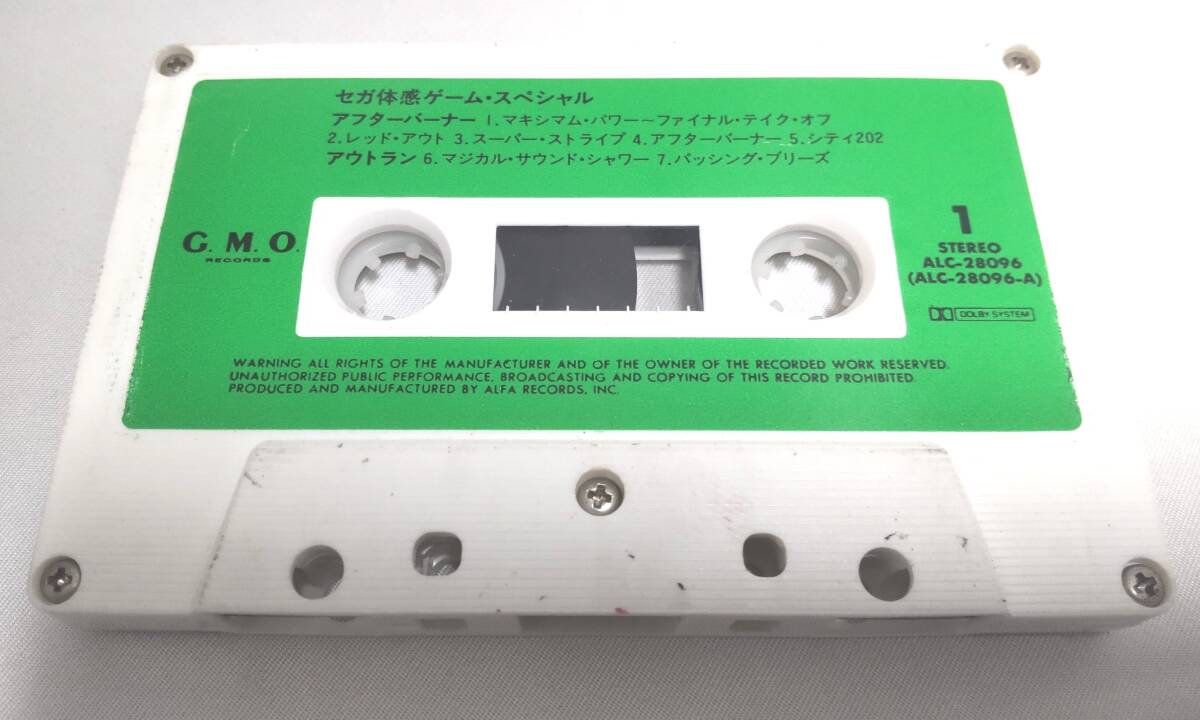 セガ体感ゲーム・スペシャル
アフターバーナー 1.マキシマム・パワー～ファイナル・テイク・オフ
2.レッド・アウト 3.スーパー・ストライプ 4.アフターバーナー 5.シティ202
アウトラン 6.マジカル・サウンド・シャワー 7.パッシング・ブリーズ
G. M. O.
RECORDS
1
STEREO
ALC-28096
(ALC-28096-A)
DOLBY SYSTEM
WARNING ALL RIGHTS OF THE MANUFACTURER AND OF THE OWNER OF THE RECORDED WORK RESERVED.
UNAUTHORIZED PUBLIC PERFORMANCE, BROADCASTING AND COPYING OF THIS RECORD PROHIBITED.
PRODUCED AND MANUFACTURED BY ALFA RECORDS, INC.